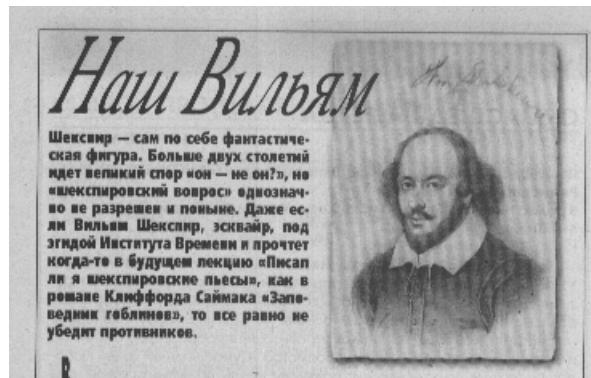 Наш Вильям
Шекспир — сам по себе фантастиче-
ская фигура. Больше двух столетий
идет великий спор «он — не он?», но
«шекспировский вопрос» однознач-
но не разрешен и поныне. Даже ес-
ли Вильям Шекспир, эсквайр, под
эгидой Института Времени и прочтет
когда-то в будущем лекцию «Писал
ли я шекспировские пьесы», как в
романе Клиффорда Саймака «Запо-
ведник гоблинов», то все равно не
убедит противников.